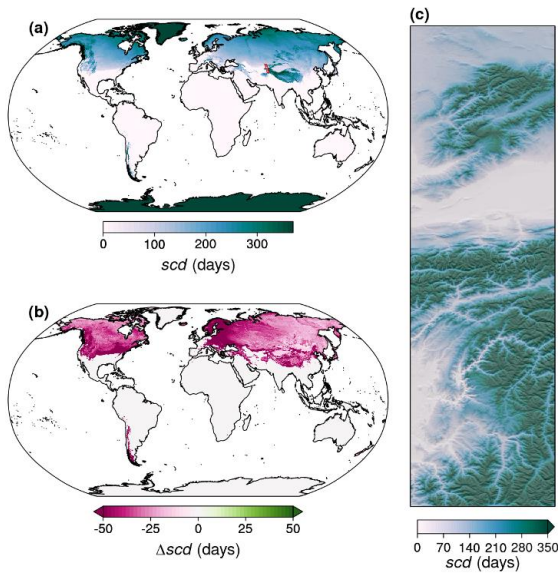 (a)
0 100 200 300
scd (days)
(b)
-50 -25 0 25 50
Δscd (days)
(c)
0 70 140 210 280 350
scd (days)